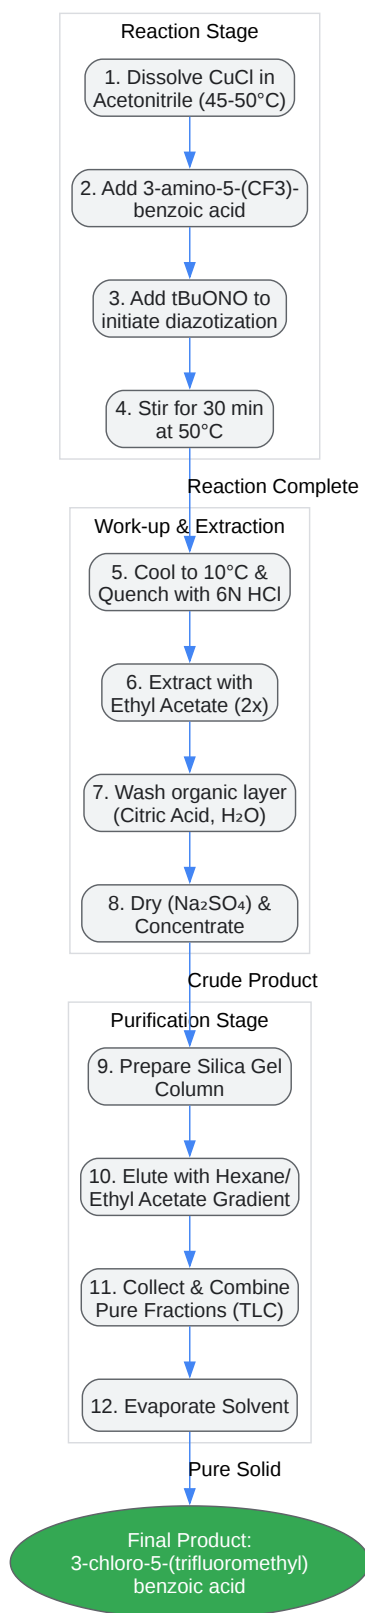 Reaction Stage
1. Dissolve CuCl in
Acetonitrile (45-50°C)
2. Add 3-amino-5-(CF3)-
benzoic acid
3. Add tBuONO to
initiate diazotization
4. Stir for 30 min
at 50°C
Reaction Complete
Work-up & Extraction
5. Cool to 10°C &
Quench with 6N HCl
6. Extract with
Ethyl Acetate (2x)
7. Wash organic layer
(Citric Acid, H₂O)
8. Dry (Na₂SO₄) &
Concentrate
Crude Product
Purification Stage
9. Prepare Silica Gel
Column
10. Elute with Hexane/
Ethyl Acetate Gradient
11. Collect & Combine
Pure Fractions (TLC)
12. Evaporate Solvent
Pure Solid
Final Product:
3-chloro-5-(trifluoromethyl)
benzoic acid